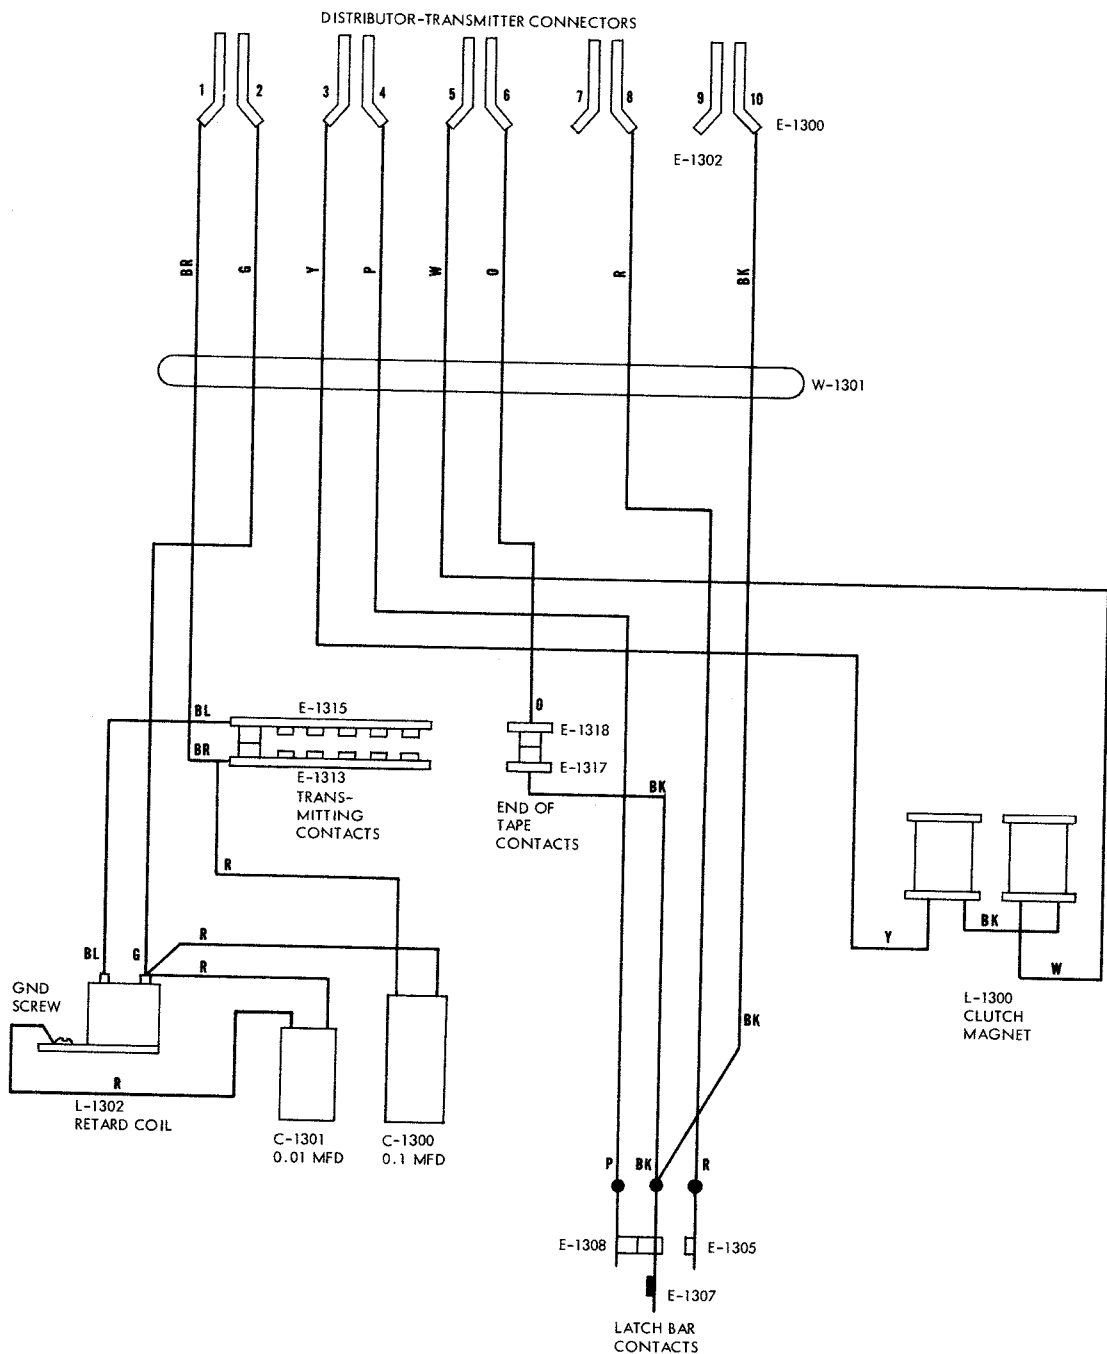 DISTRIBUTOR-TRANSMITTER CONNECTORS
1 2 3 4 5 6 7 8 9 10
E-1300
E-1302
BR G Y P W O R BK
W-1301
BL
E-1315
O
E-1318
BR
E-1313
E-1317
TRANS-
MITTING
CONTACTS
BK
END OF
TAPE
CONTACTS
R
BL G R
R
Y BK W
GND
SCREW
L-1300
CLUTCH
MAGNET
BK
R
L-1302
RETARD COIL
C-1301
0.01 MFD
C-1300
0.1 MFD
P BK R
E-1308
E-1305
E-1307
LATCH BAR
CONTACTS